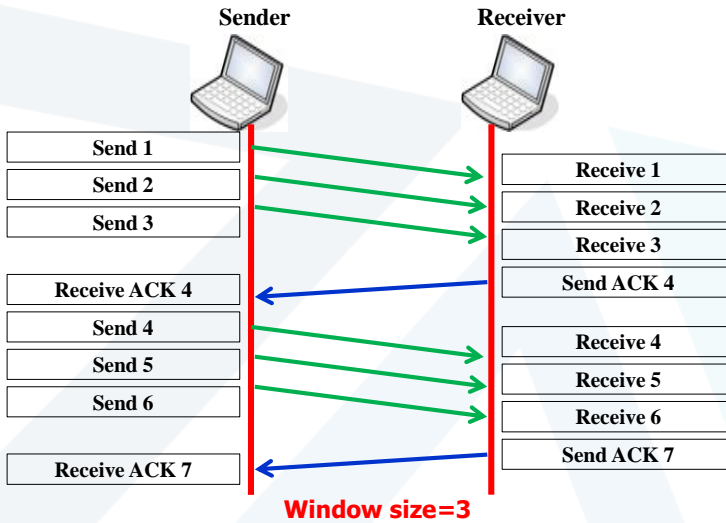 Sender
Receiver
Send 1
Send 2
Send 3
Receive 1
Receive 2
Receive 3
Send ACK 4
Receive ACK 4
Send 4
Send 5
Send 6
Receive 4
Receive 5
Receive 6
Send ACK 7
Receive ACK 7
Window size=3